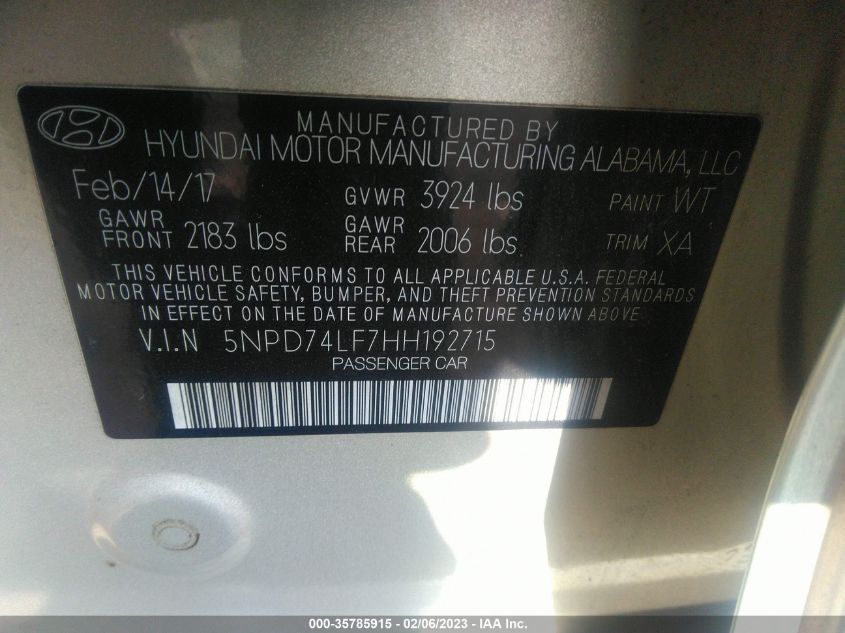 MANUFACTURED BY
HYUNDAI MOTOR MANUFACTURING ALABAMA, LLC
Feb/14/17 GVWR 3924 lbs PAINT WT
GAWR FRONT 2183 lbs GAWR REAR 2006 lbs TRIM XA
THIS VEHICLE CONFORMS TO ALL APPLICABLE U.S.A. FEDERAL
MOTOR VEHICLE SAFETY, BUMPER, AND THEFT PREVENTION STANDARDS
IN EFFECT ON THE DATE OF MANUFACTURE SHOWN ABOVE.
V.I.N 5NPD74LF7HH192715
PASSENGER CAR
000-35785915 - 02/06/2023 - IAA Inc.